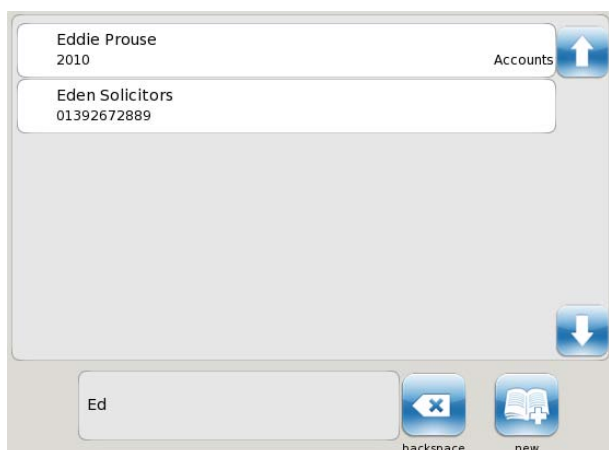 Eddie Prouse
2010 Accounts
Eden Solicitors
01392672889
Ed
backspace new